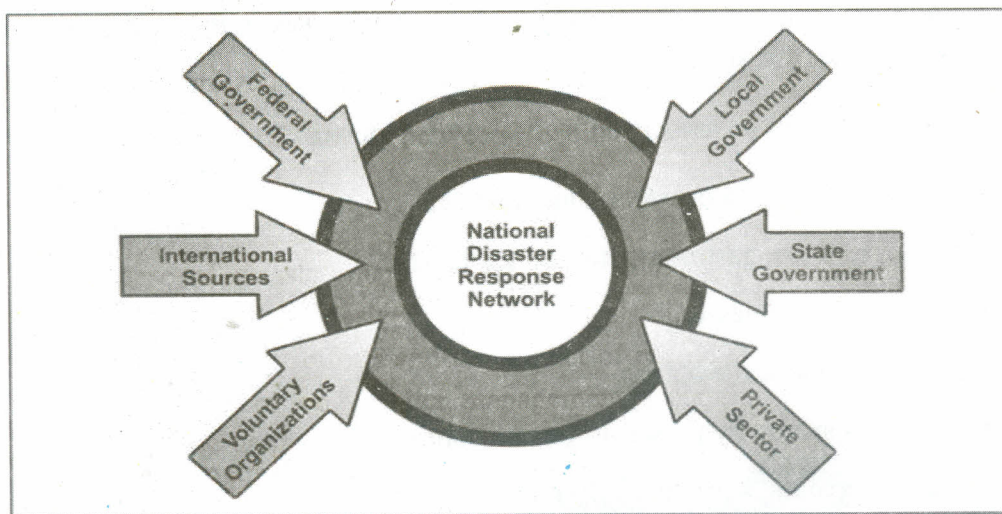 Federal
Government
Local
Government
International
Sources
National
Disaster
Response
Network
State
Government
Voluntary
Organizations
Private
Sector